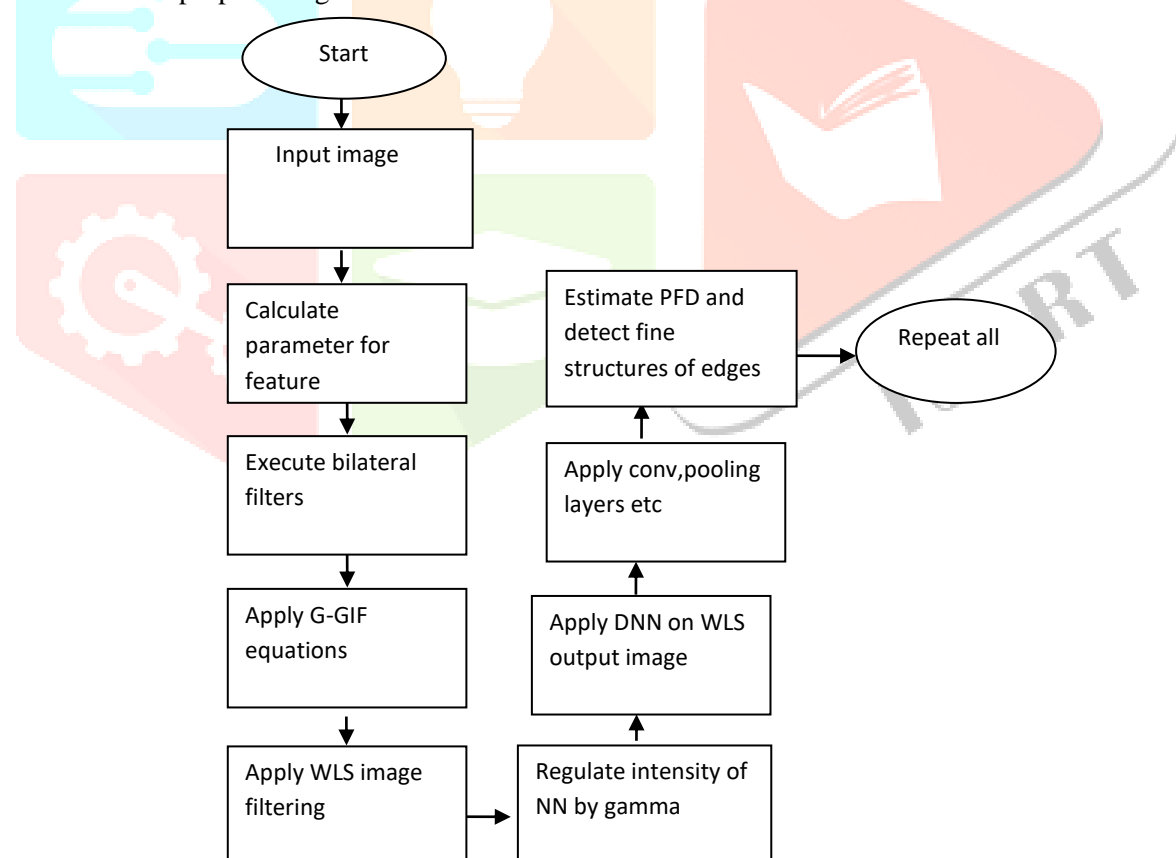 Start
Input image
Calculate
parameter for
feature
Execute bilateral
filters
Apply G-GIF
equations
Apply WLS image
filtering
Regulate intensity of
NN by gamma
Apply DNN on WLS
output image
Apply conv,pooling
layers etc
Estimate PFD and
detect fine
structures of edges
Repeat all